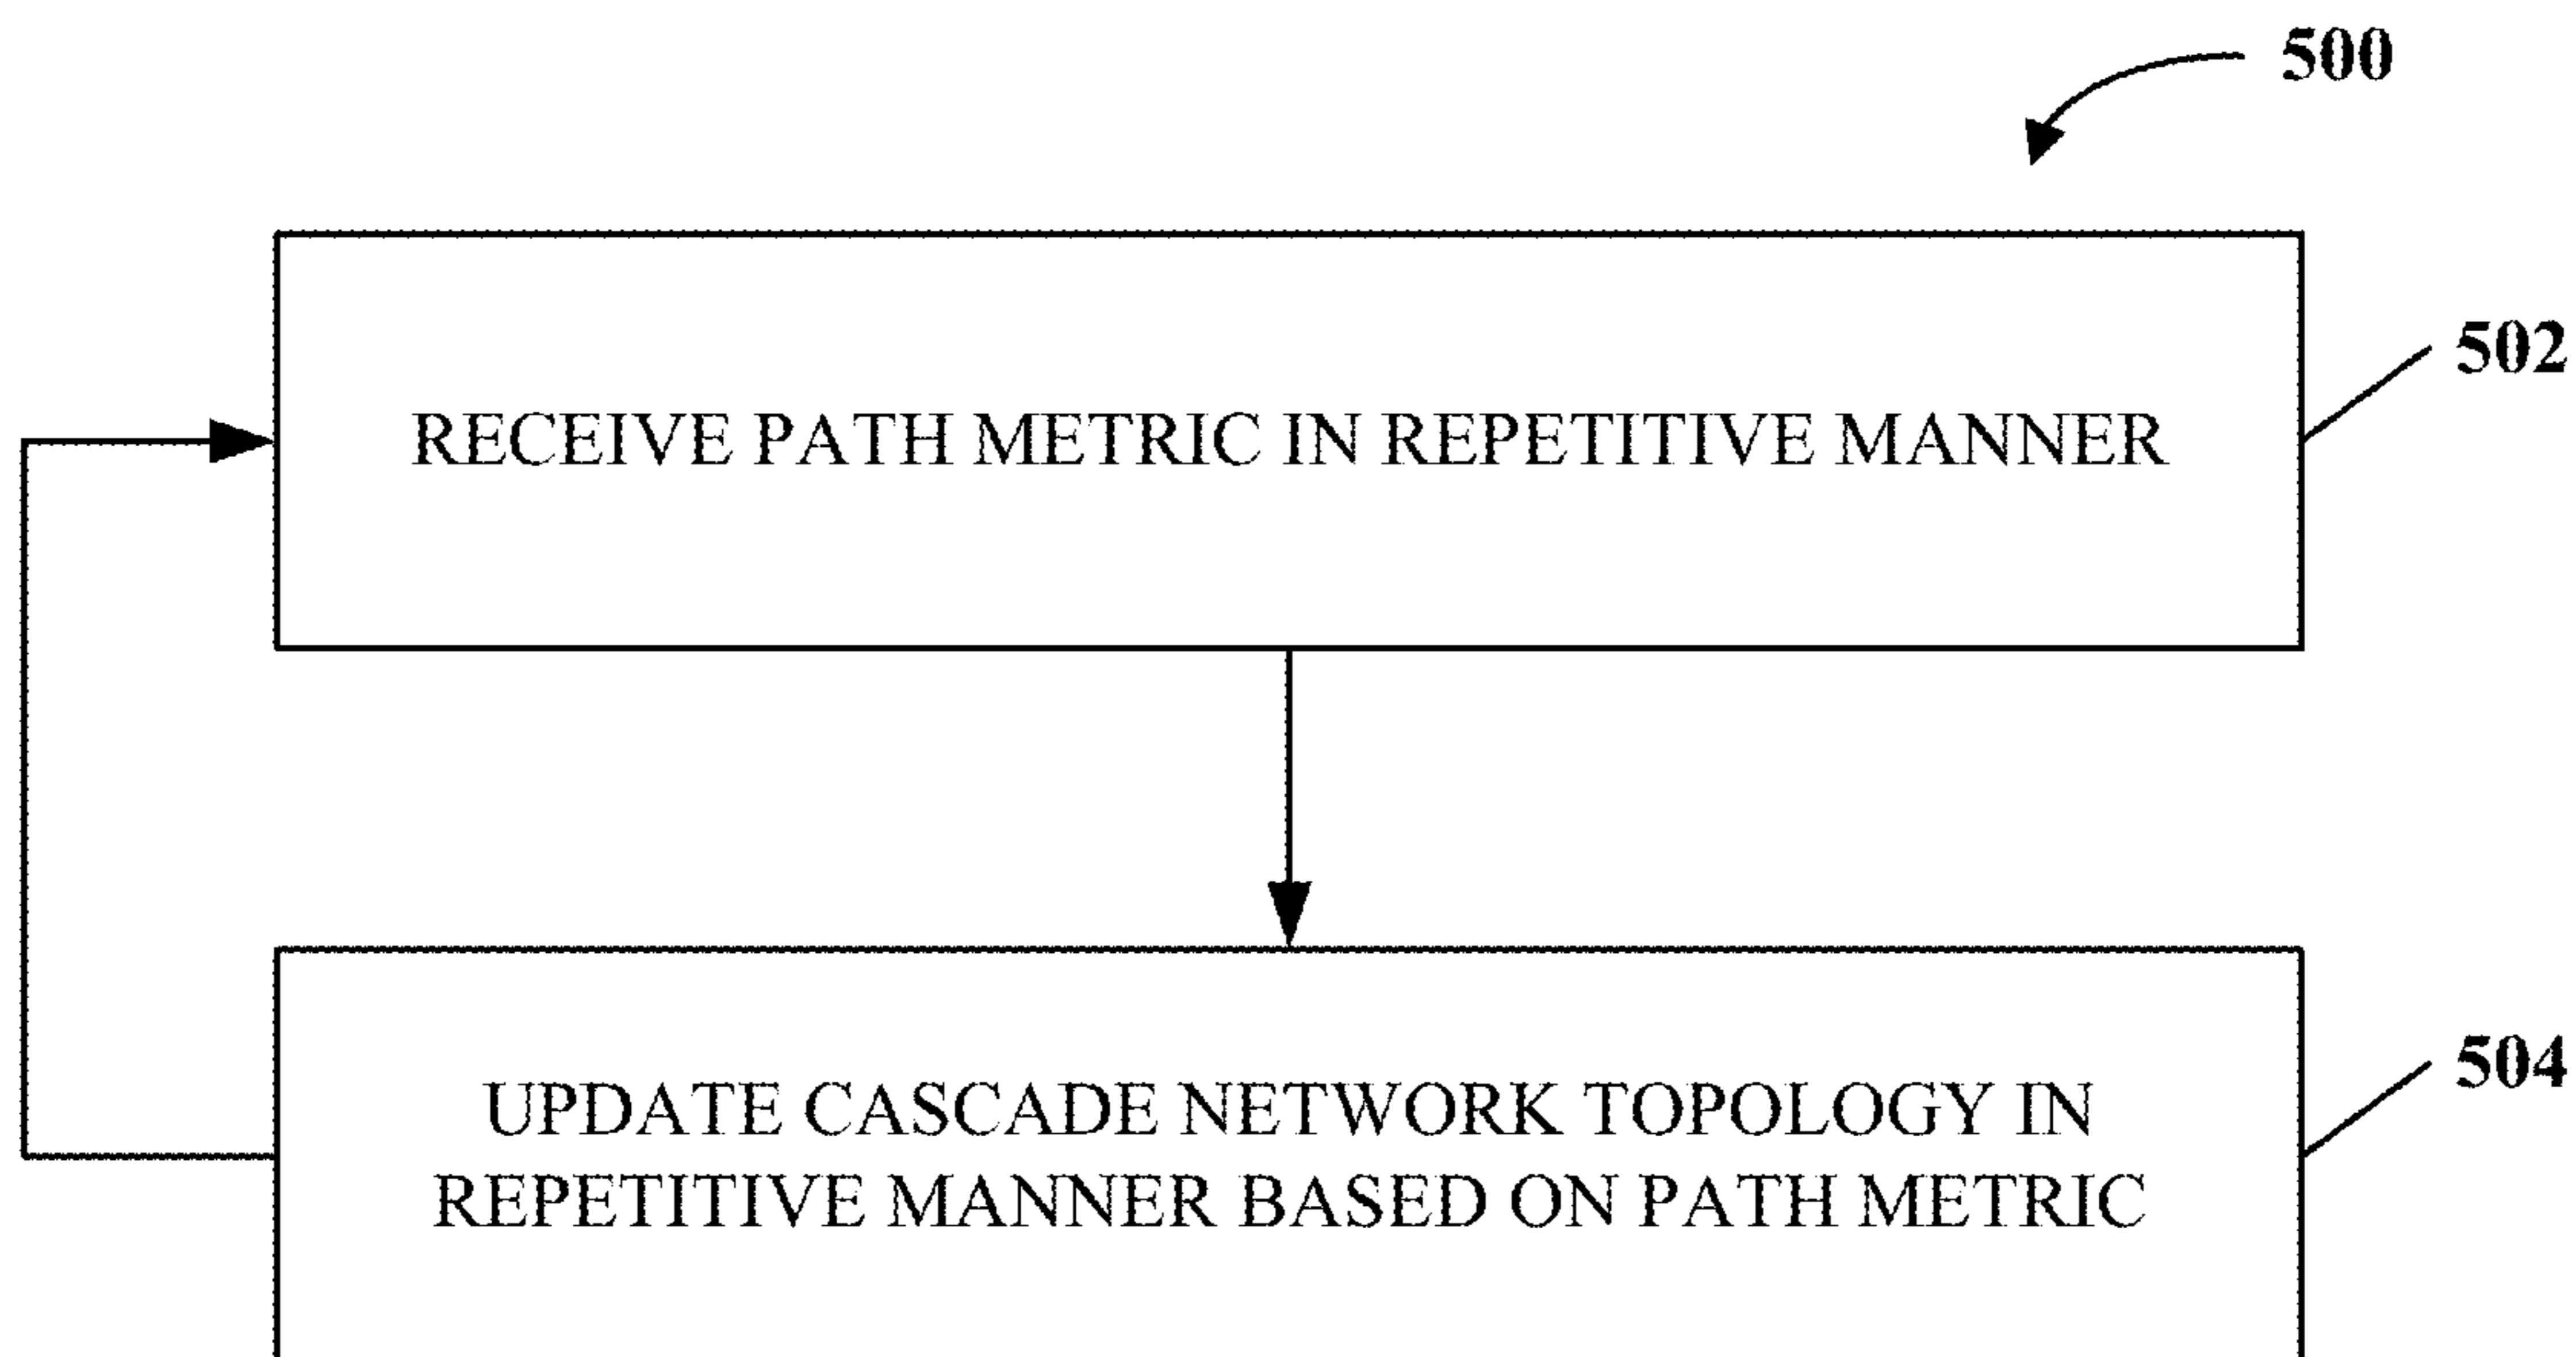 500
502
RECEIVE PATH METRIC IN REPETITIVE MANNER
504
UPDATE CASCADE NETWORK TOPOLOGY IN
REPETITIVE MANNER BASED ON PATH METRIC